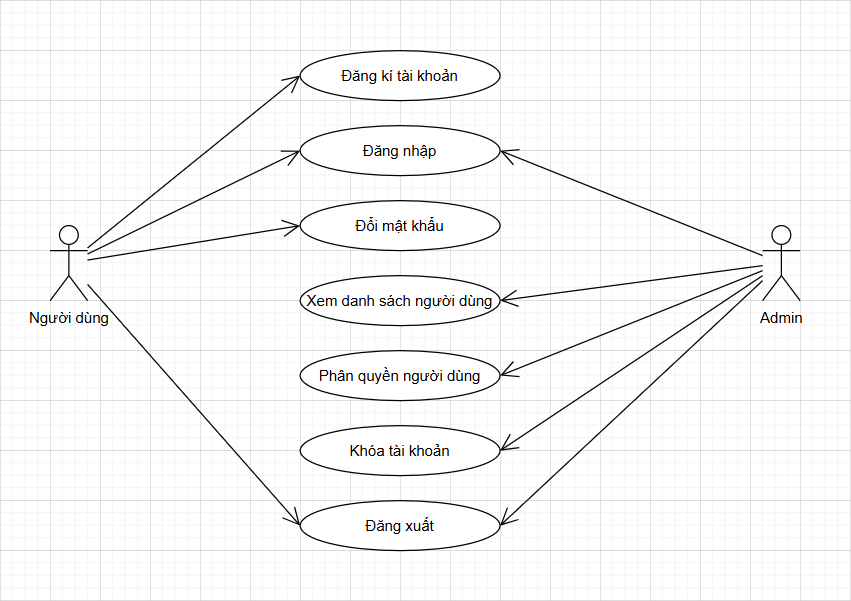 Đăng kí tài khoản
Đăng nhập
Đổi mật khẩu
Xem danh sách người dùng
Người dùng
Admin
Phân quyền người dùng
Khóa tài khoản
Đăng xuất